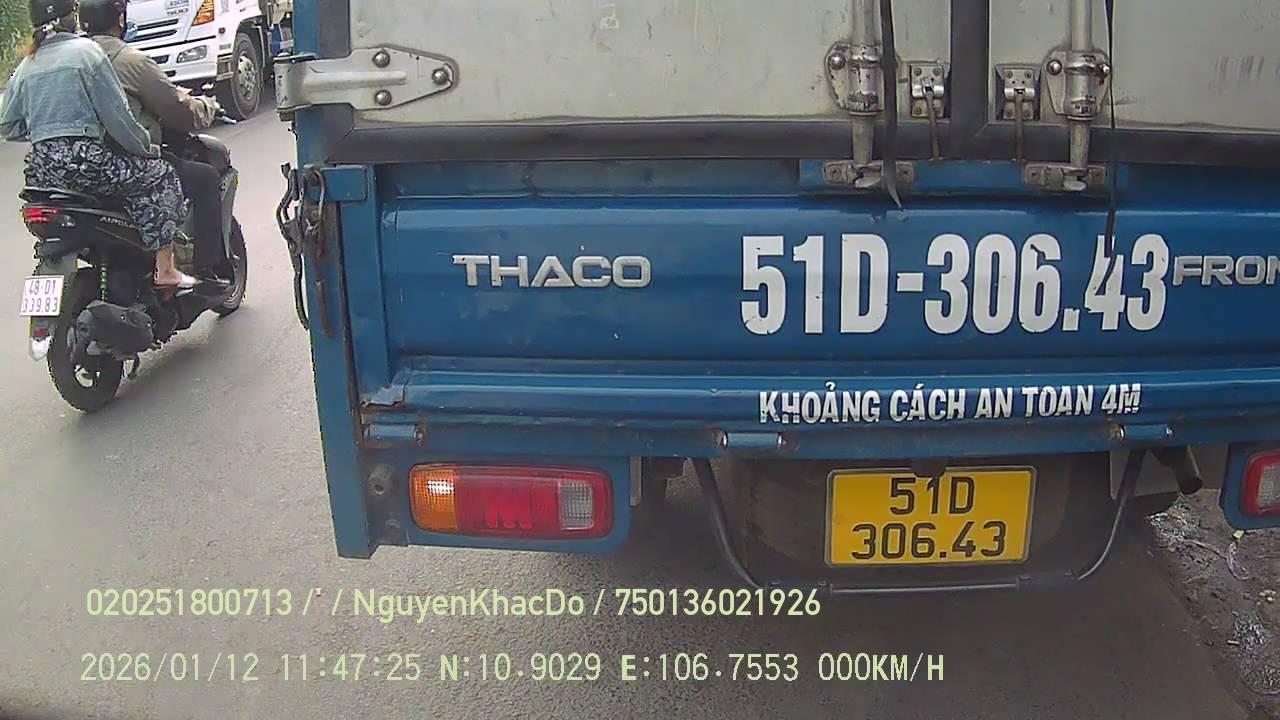 THACO
51D-306.43
FRON
KHOẢNG CÁCH AN TOAN 4M
48-D1
339.83
51D
306.43
020251800713 / / NguyenKhacDo / 750136021926
2026/01/12 11:47:25 N:10.9029 E:106.7553 000KM/H